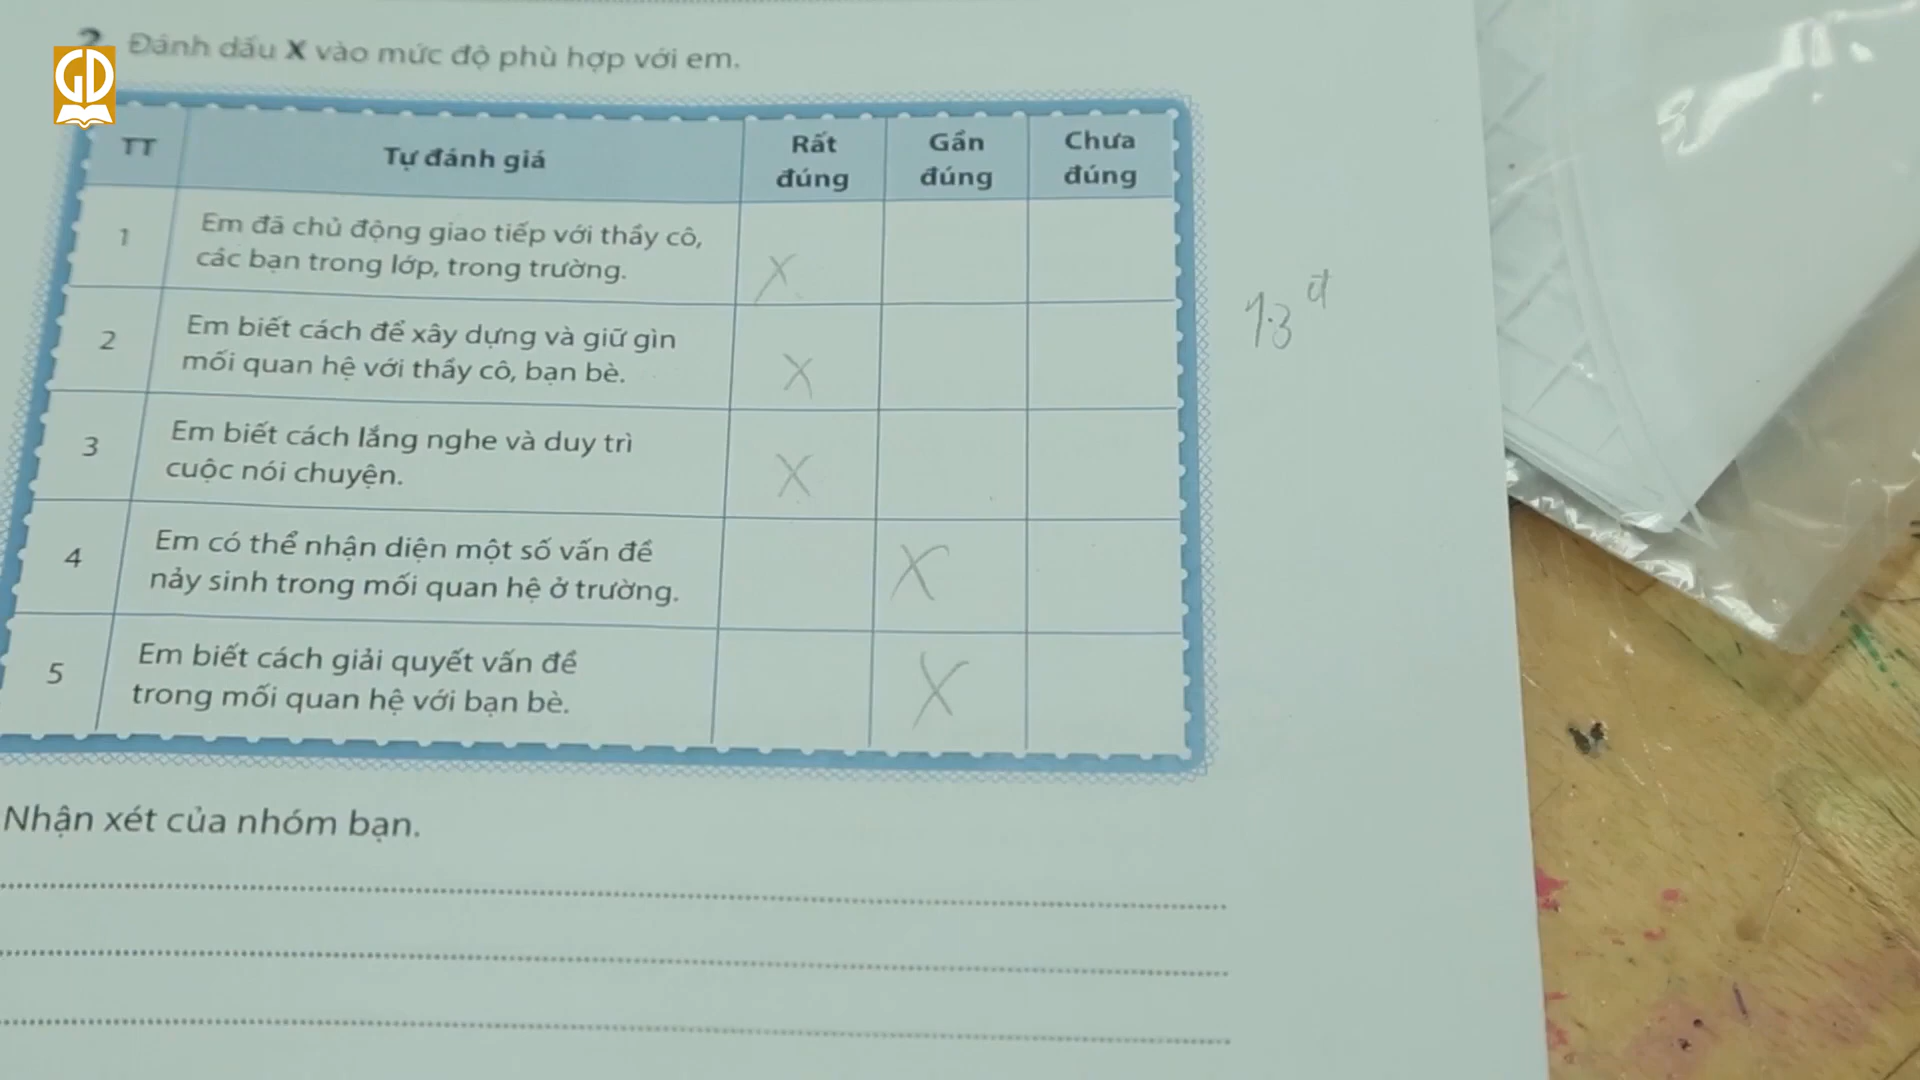 2 Đánh dấu X vào mức độ phù hợp với em.
TT
Tự đánh giá
Rất
đúng
Gần
đúng
Chưa
đúng
1
Em đã chủ động giao tiếp với thầy cô,
các bạn trong lớp, trong trường.
X
2
Em biết cách để xây dựng và giữ gìn
mối quan hệ với thầy cô, bạn bè.
X
3
Em biết cách lắng nghe và duy trì
cuộc nói chuyện.
X
4
Em có thể nhận diện một số vấn đề
nảy sinh trong mối quan hệ ở trường.
X
5
Em biết cách giải quyết vấn đề
trong mối quan hệ với bạn bè.
X
Nhận xét của nhóm bạn.
GD